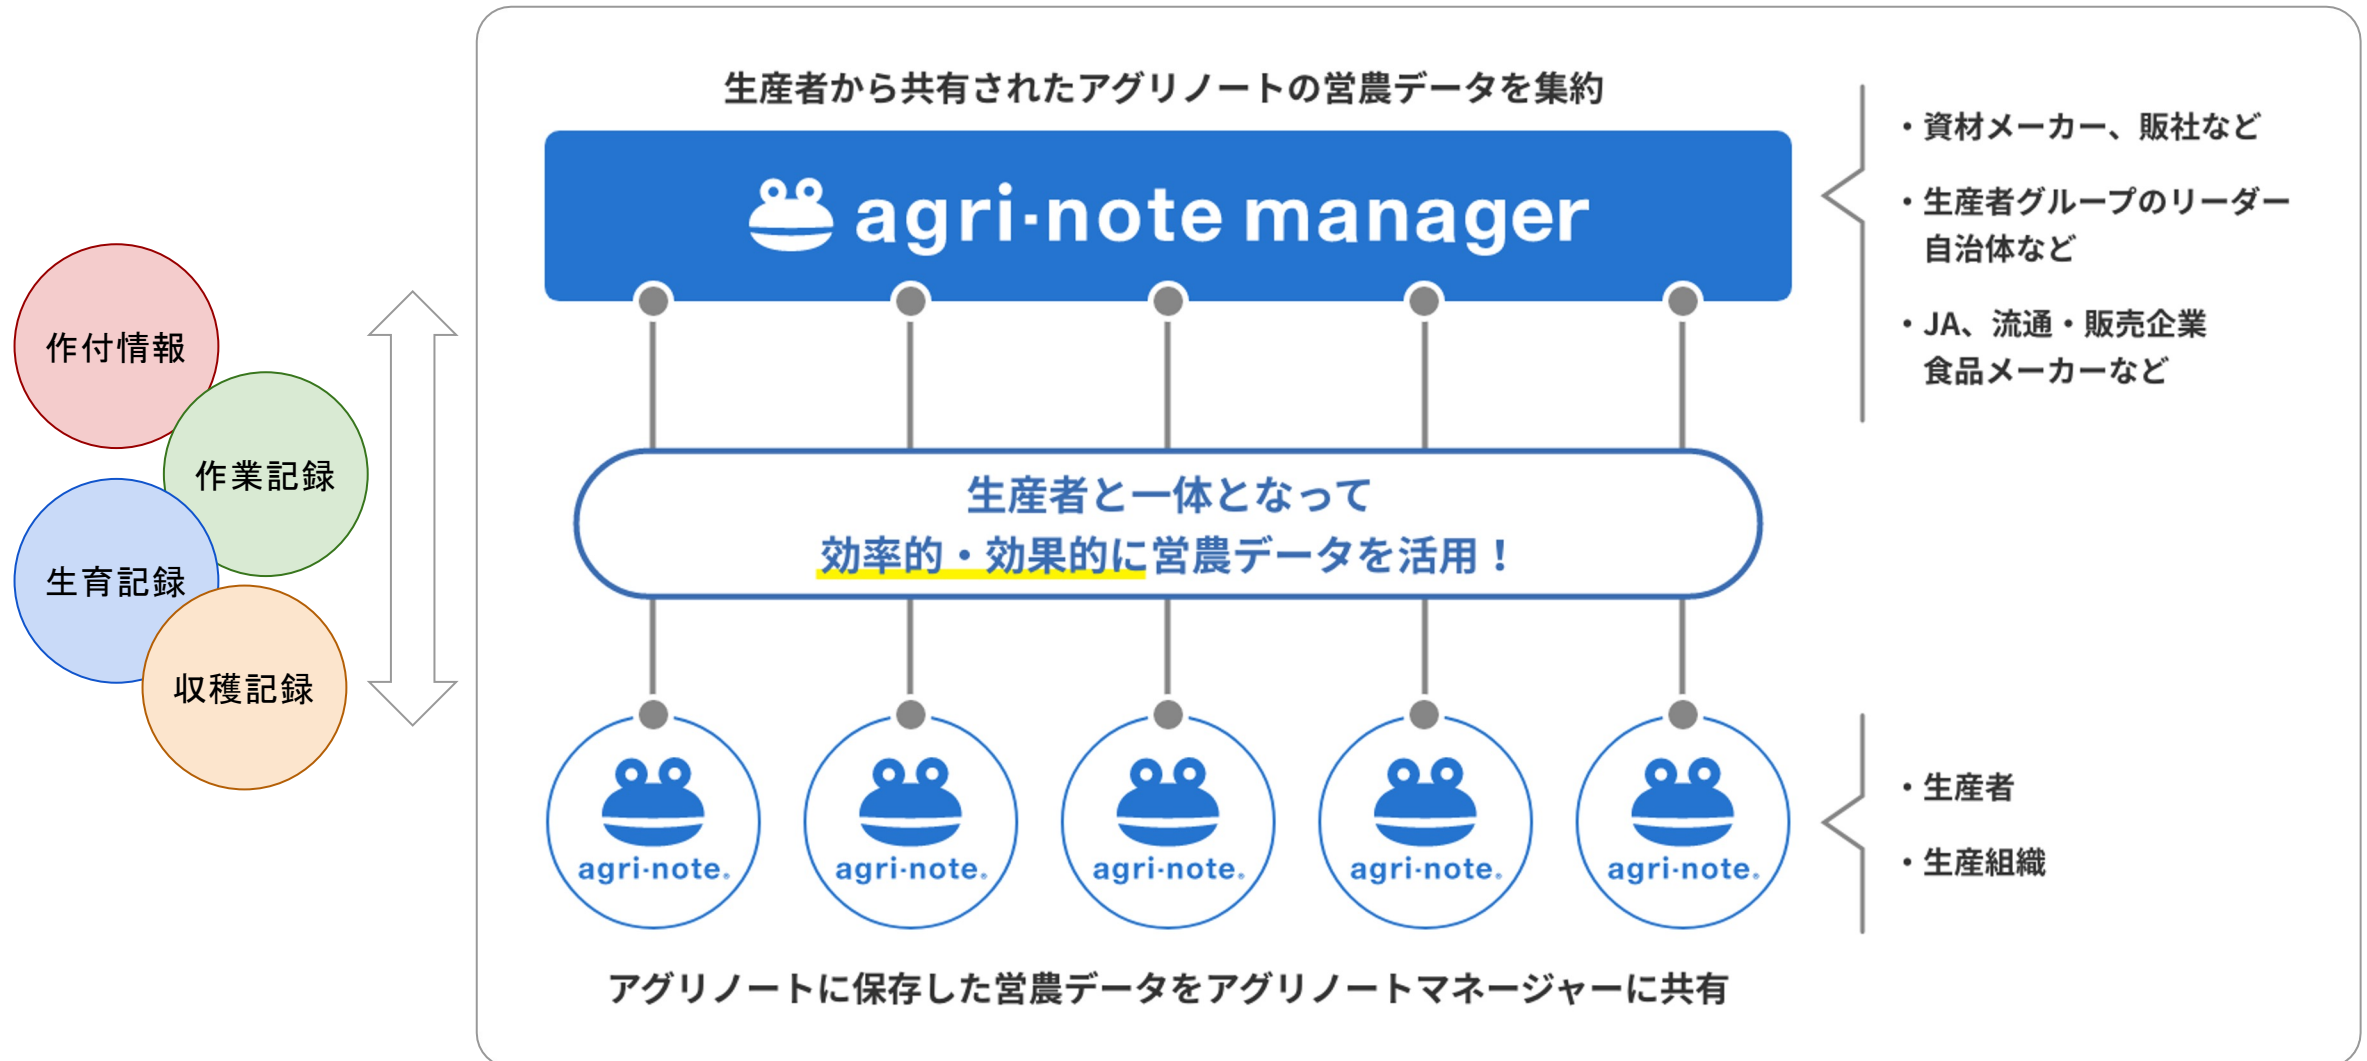 作付情報
作業記録
生育記録
収穫記録
生産者から共有されたアグリノートの営農データを集約
agri-note manager
・資材メーカー、販社など
・生産者グループのリーダー
自治体など
・JA、流通・販売企業
食品メーカーなど
生産者と一体となって
効率的・効果的に営農データを活用！
agri-note®
agri-note®
agri-note®
agri-note®
agri-note®
・生産者
・生産組織
アグリノートに保存した営農データをアグリノートマネージャーに共有